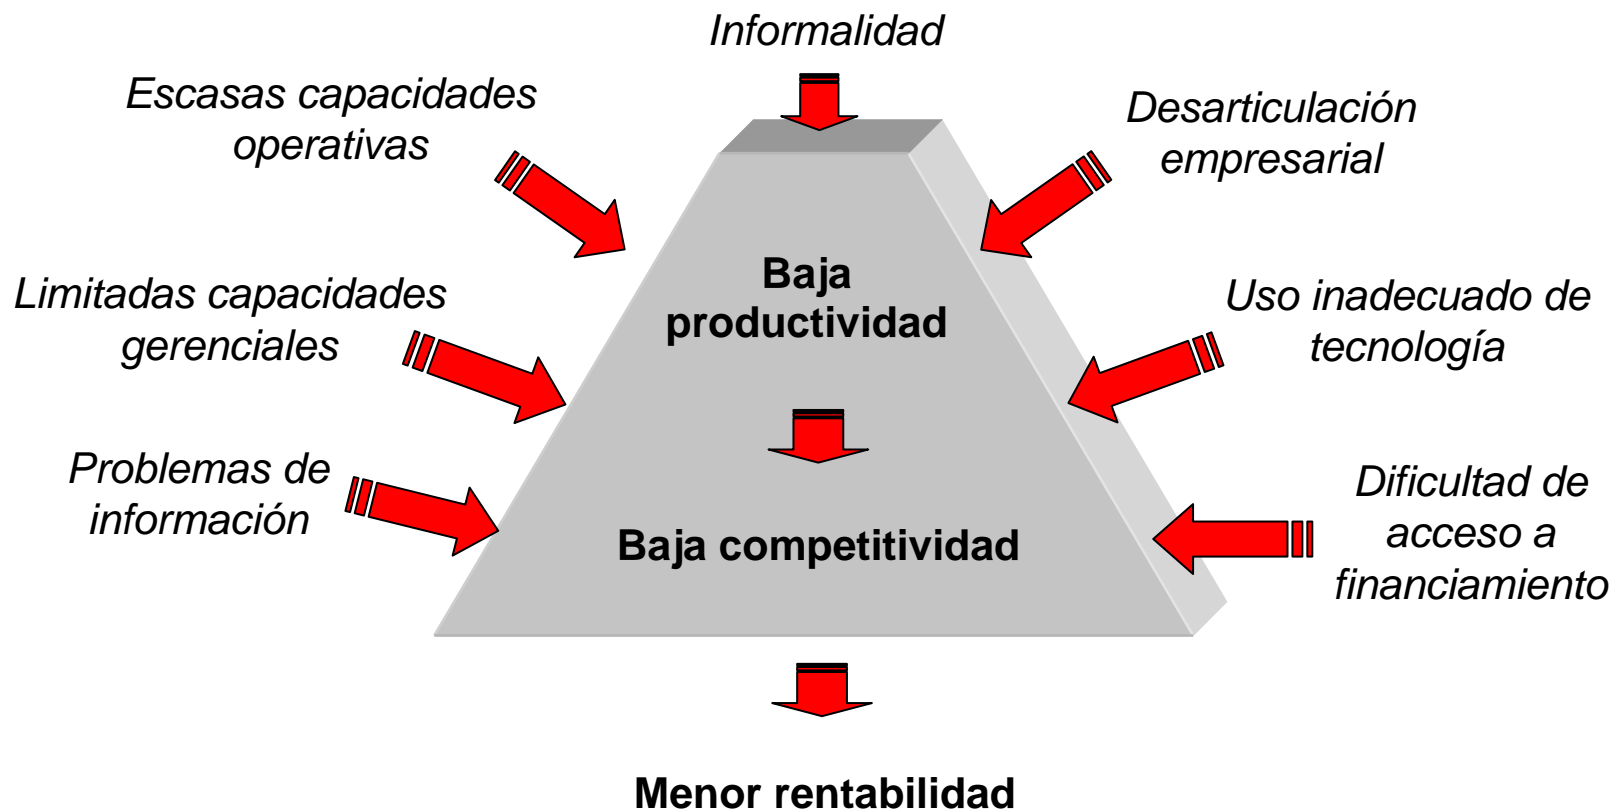 Informalidad
Escasas capacidades
operativas
Desarticulación
empresarial
Baja
productividad
Limitadas capacidades
gerenciales
Uso inadecuado de
tecnología
Problemas de
información
Baja competitividad
Dificultad de
acceso a
financiamiento
Menor rentabilidad